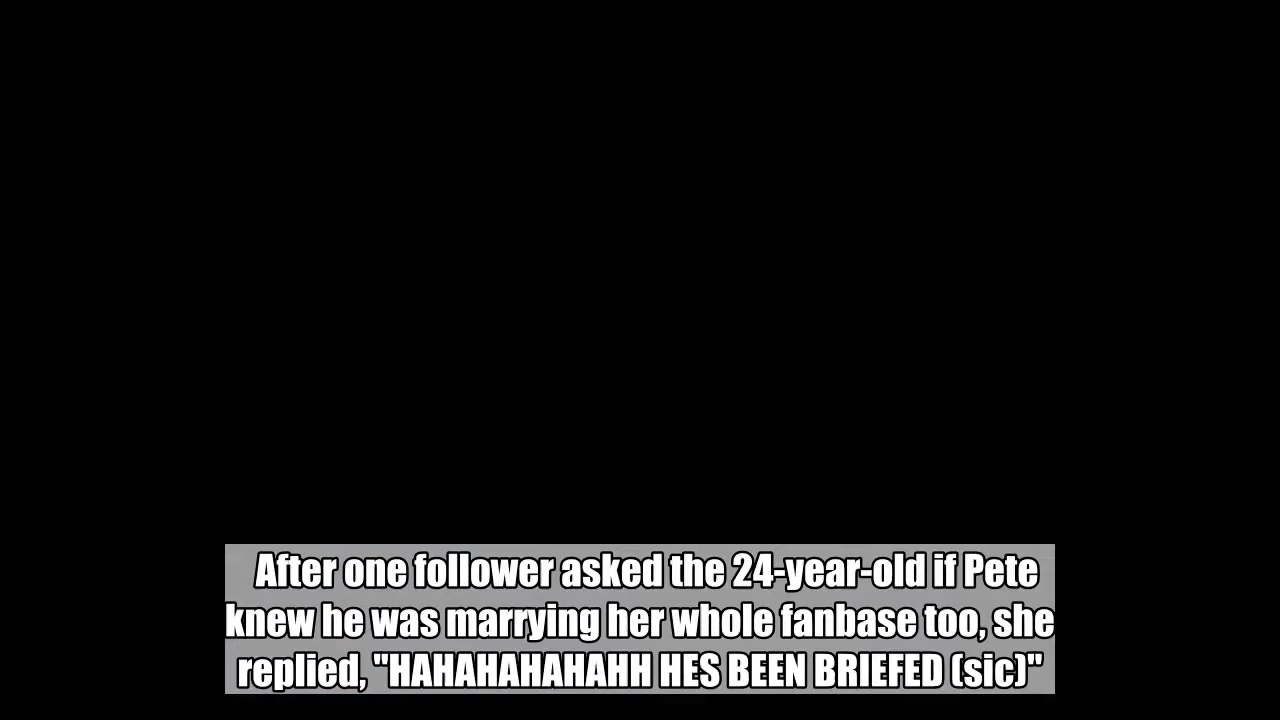 After one follower asked the 24-year-old if Pete
knew he was marrying her whole fanbase too, she
replied, "HAHAHAHAHAHH HES BEEN BRIEFED (sic)"